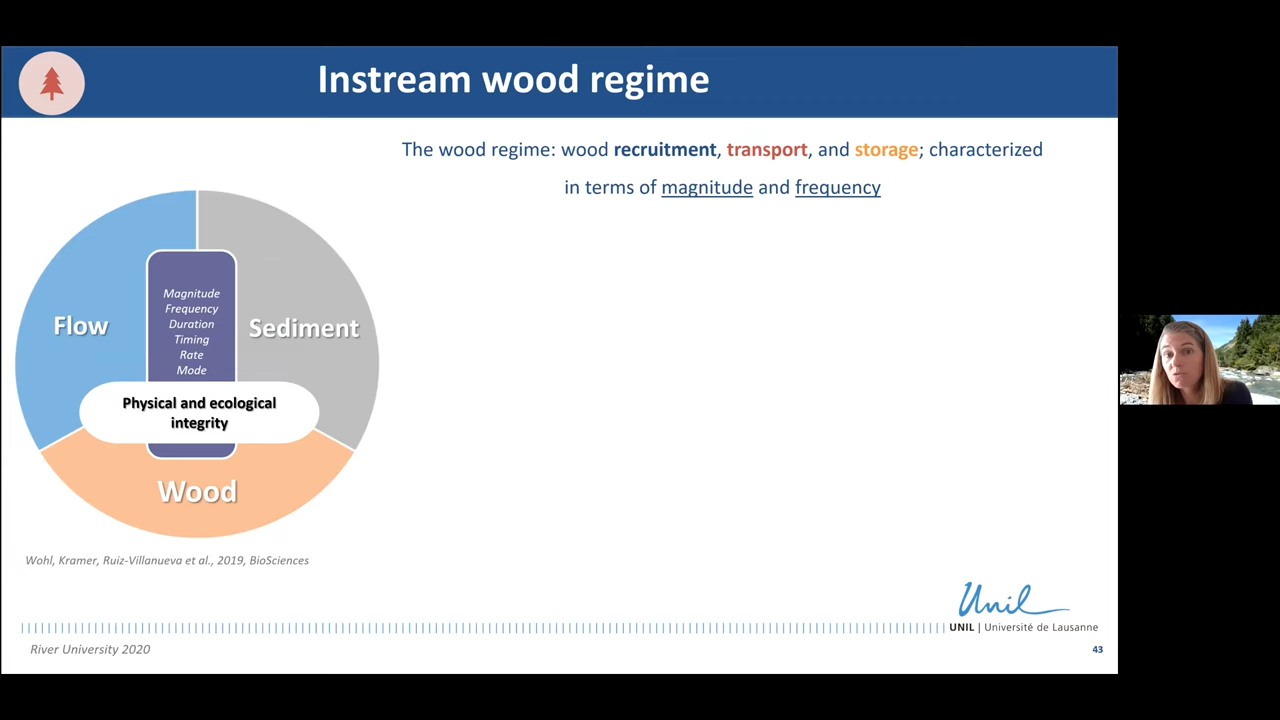 Instream wood regime
The wood regime: wood recruitment, transport, and storage; characterized
in terms of magnitude and frequency
Flow
Sediment
Magnitude
Frequency
Duration
Timing
Rate
Mode
Physical and ecological
integrity
Wood
Wohl, Kramer, Ruiz-Villanueva et al., 2019, BioSciences
Unil
UNIL | Université de Lausanne
River University 2020
43